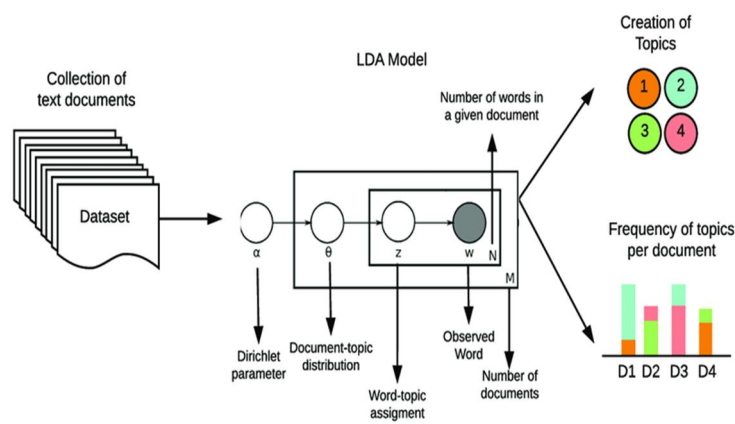 Collection of
text documents
Dataset
LDA Model
Number of words in
a given document
α
θ
z
w
N
M
Dirichlet
parameter
Document-topic
distribution
Word-topic
assigment
Observed
Word
Number of
documents
Creation of
Topics
1
2
3
4
Frequency of topics
per document
D1 D2 D3 D4